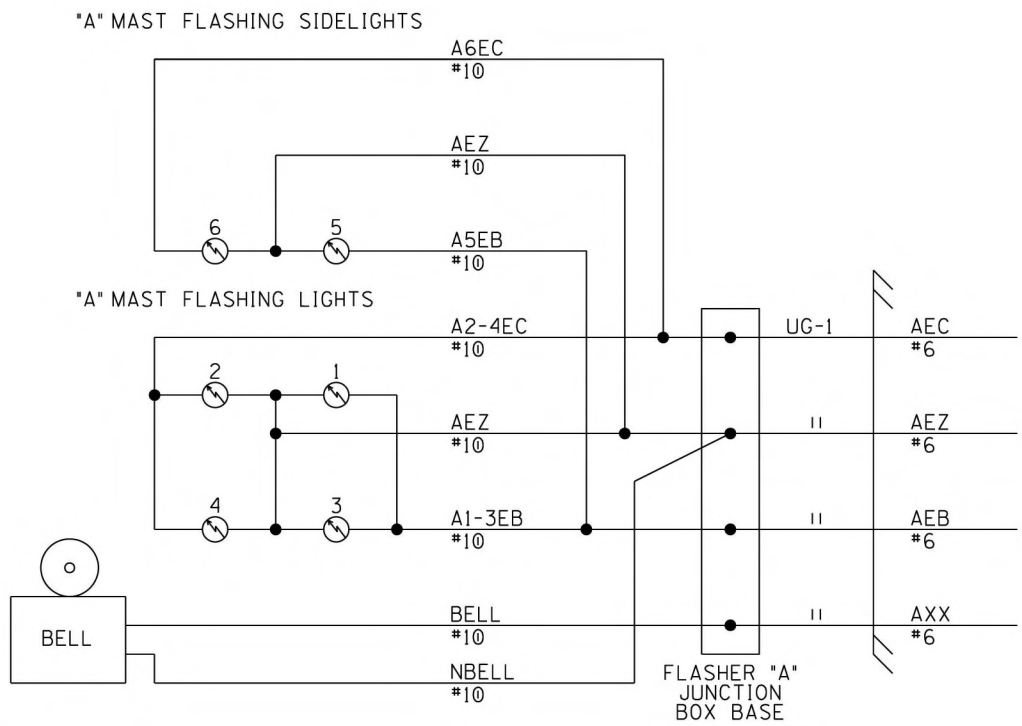 "A" MAST FLASHING SIDELIGHTS
A6EC
#10
AEZ
#10
6
5
A5EB
#10
"A" MAST FLASHING LIGHTS
A2-4EC
#10
UG-1
AEC
#6
2
1
AEZ
#10
"
AEZ
#6
4
3
A1-3EB
#10
"
AEB
#6
BELL
BELL
#10
"
AXX
#6
NBELL
#10
FLASHER "A"
JUNCTION
BOX BASE